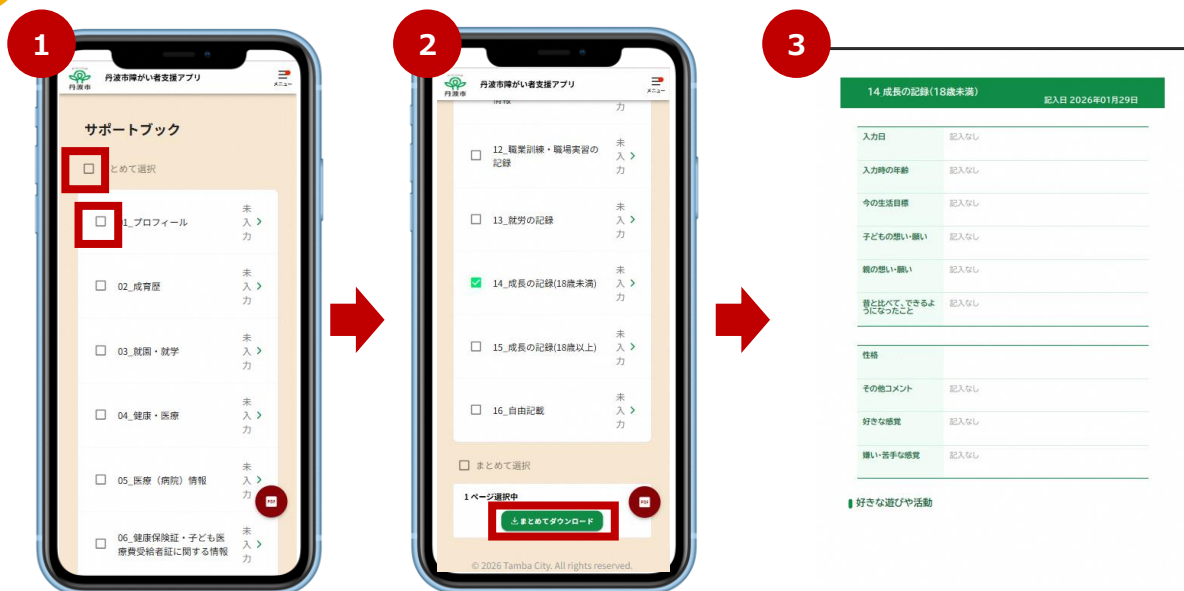 1
丹波市
丹波市障がい者支援アプリ
メニュー
サポートブック
とめて選択
01_プロフィール
未入力
02_成育歴
未入力
03_就園・就学
未入力
04_健康・医療
未入力
05_医療（病院）情報
未入力
PDF
06_健康保険証・子ども医
療費受給者証に関する情報
未入力
2
丹波市
丹波市障がい者支援アプリ
メニュー
力
12_職業訓練・職場実習の
記録
未入力
13_就労の記録
未入力
14_成長の記録(18歳未満)
未入力
15_成長の記録(18歳以上)
未入力
16_自由記載
未入力
まとめて選択
1 ページ選択中
PDF
まとめてダウンロード
© 2026 Tamba City. All rights reserved.
3
14 成長の記録(18歳未満)
記入日 2026年01月29日
入力日 記入なし
入力時の年齢 記入なし
今の生活目標 記入なし
子どもの想い・願い 記入なし
親の想い・願い 記入なし
昔と比べて、できるよ 記入なし
うになったこと
性格
その他コメント 記入なし
好きな感覚 記入なし
嫌い・苦手な感覚 記入なし
好きな遊びや活動